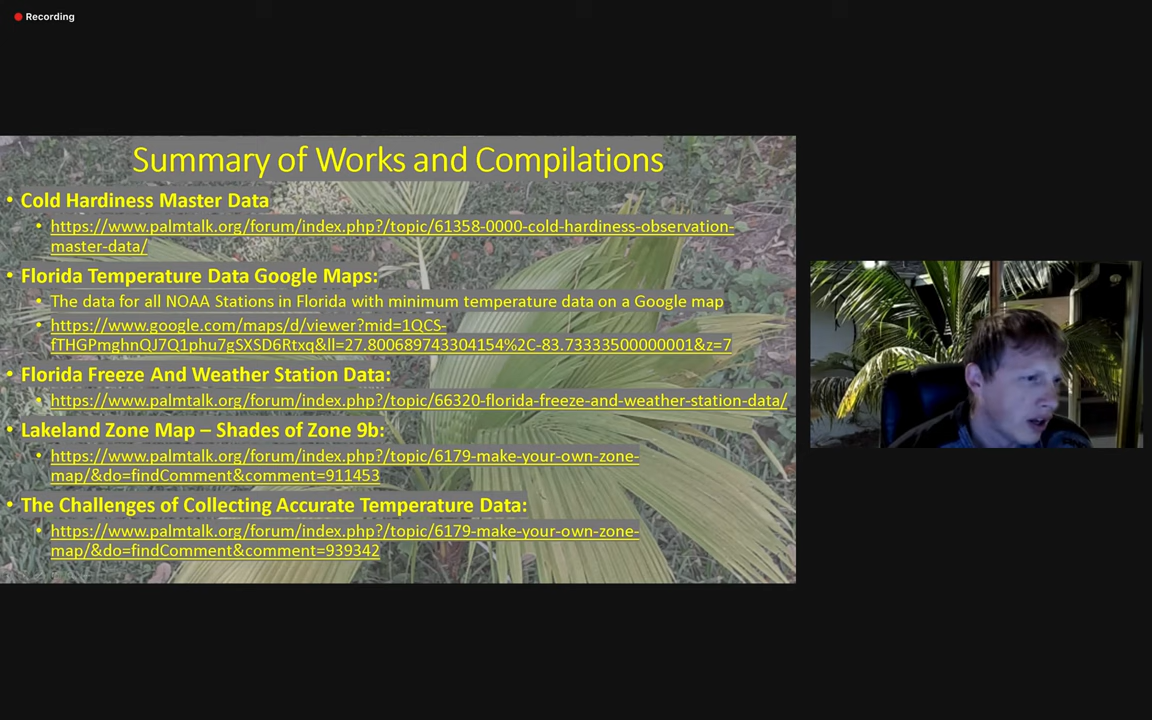 Recording
Summary of Works and Compilations
• Cold Hardiness Master Data
• https://www.palmtalk.org/forum/index.php?/topic/61358-0000-cold-hardiness-observation-
master-data/
• Florida Temperature Data Google Maps:
• The data for all NOAA Stations in Florida with minimum temperature data on a Google map
• https://www.google.com/maps/d/viewer?mid=1QCS-
fTHGPmghnQJ7Q1phu7gSXSD6Rtxq&ll=27.800689743304154%2C-83.73333500000001&z=7
• Florida Freeze And Weather Station Data:
• https://www.palmtalk.org/forum/index.php?/topic/66320-florida-freeze-and-weather-station-data/
• Lakeland Zone Map – Shades of Zone 9b:
• https://www.palmtalk.org/forum/index.php?/topic/6179-make-your-own-zone-
map/&do=findComment&comment=911453
• The Challenges of Collecting Accurate Temperature Data:
• https://www.palmtalk.org/forum/index.php?/topic/6179-make-your-own-zone-
map/&do=findComment&comment=939342